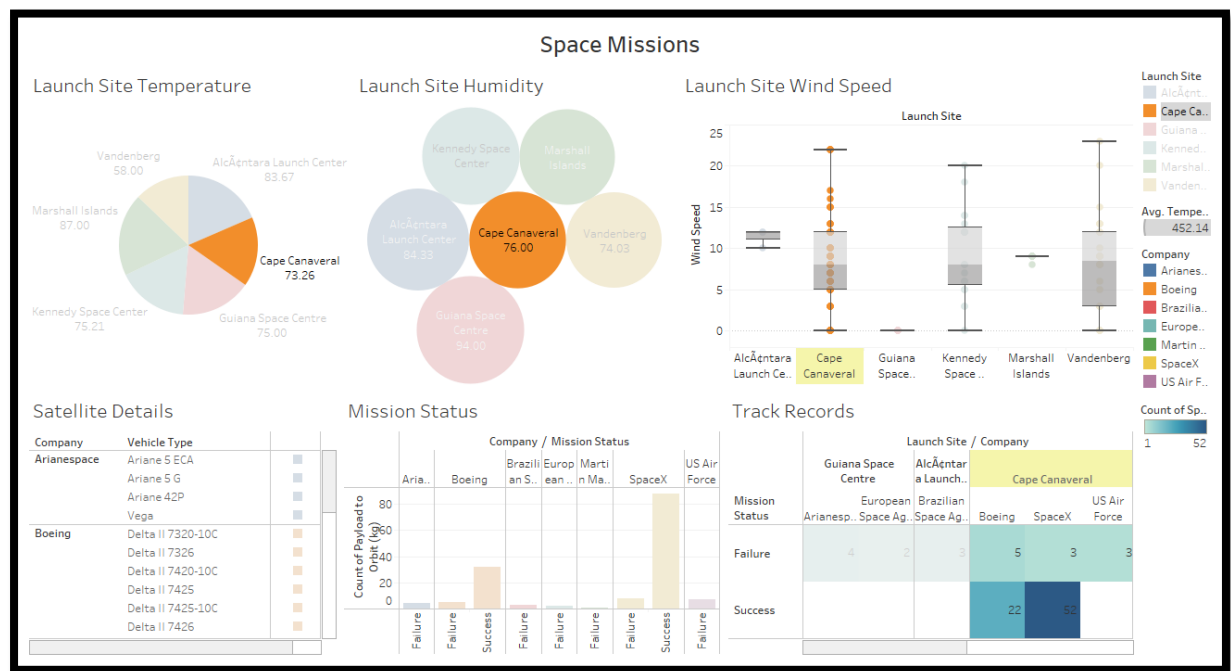 Space Missions
Launch Site Temperature
Vandenberg
58.00
AlcÃ¢ntara Launch Center
83.67
Marshall Islands
87.00
Cape Canaveral
73.26
Kennedy Space Center
75.21
Guiana Space Centre
75.00
Launch Site Humidity
Kennedy Space
Center
Marshall
Islands
AlcÃ¢ntara
Launch Center
84.33
Cape Canaveral
76.00
Vandenberg
74.03
Guiana Space
Centre
94.00
Launch Site Wind Speed
Launch Site
Wind Speed
25
20
15
10
5
0
AlcÃ¢ntara
Launch Ce..
Cape
Canaveral
Guiana
Space..
Kennedy
Space ..
Marshall
Islands
Vandenberg
Launch Site
AlcÃ¢nt..
Cape Ca..
Guiana ..
Kenned..
Marshal..
Vanden..
Avg. Tempe..
452.14
Company
Arianes..
Boeing
Brazilia..
Europe..
Martin ..
SpaceX
US Air F..
Count of Sp..
1 52
Satellite Details
Company Vehicle Type
Arianespace Ariane 5 ECA
Ariane 5 G
Ariane 42P
Vega
Boeing Delta II 7320-10C
Delta II 7326
Delta II 7420-10C
Delta II 7425
Delta II 7425-10C
Delta II 7426
Mission Status
Company / Mission Status
Aria..
Boeing
Brazili
an S..
Europ
ean ..
Marti
n Ma..
SpaceX
US Air
Force
Count of Payload to
Orbit (kg)
80
60
40
20
0
Failure
Failure
Success
Failure
Failure
Failure
Failure
Success
Failure
Track Records
Launch Site / Company
Guiana Space
Centre
AlcÃ¢ntar
a Launch..
Cape Canaveral
Mission
Status
Arianesp..
European
Space Ag..
Brazilian
Space Ag..
Boeing
SpaceX
US Air
Force
Failure 4 2 3 5 3 3
Success 22 52